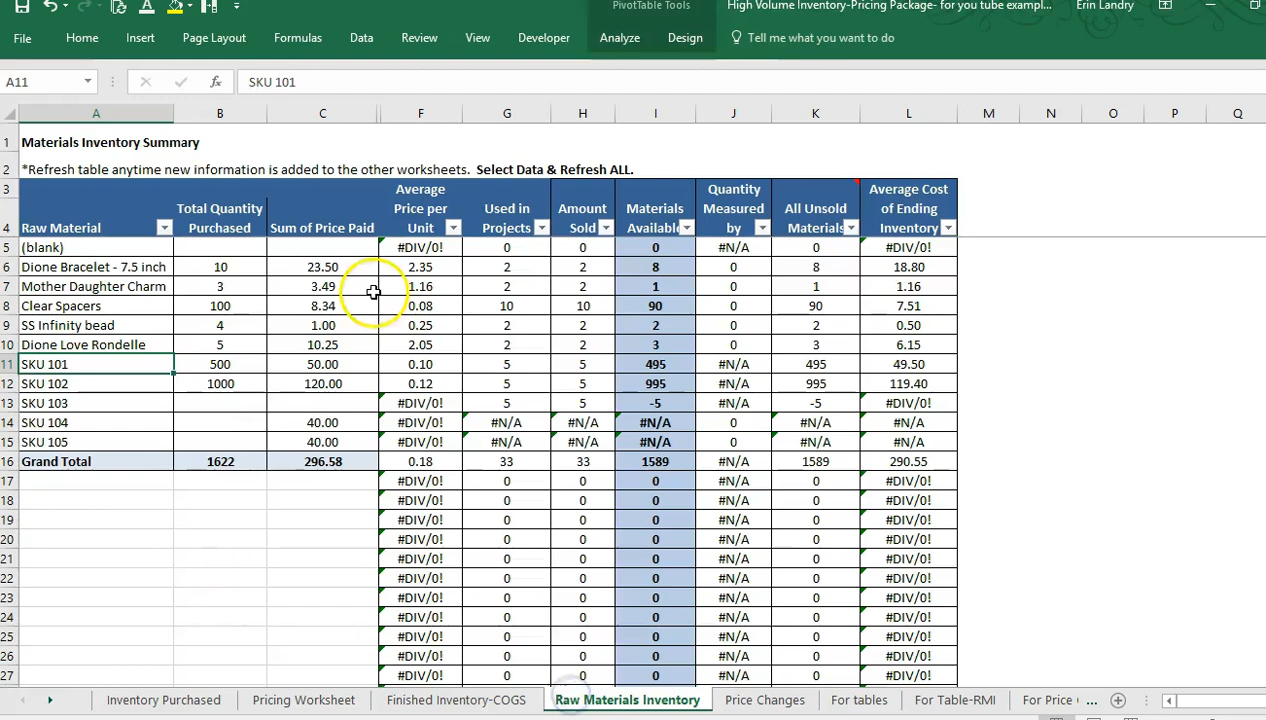 PivotTable Tools High Volume Inventory-Pricing Package- for you tube exampl... Erin Landry
File Home Insert Page Layout Formulas Data Review View Developer Analyze Design Tell me what you want to do
A11 fx SKU 101
A B C F G H I J K L M N O P Q
1 Materials Inventory Summary
2 *Refresh table anytime new information is added to the other worksheets. Select Data & Refresh ALL.
3 Average Quantity Average Cost
Total Quantity Price per Used in Amount Materials Measured All Unsold of Ending
4 Raw Material Purchased Sum of Price Paid Unit Projects Sold Available by Materials Inventory
5 (blank) #DIV/0! 0 0 0 #N/A 0 #DIV/0!
6 Dione Bracelet - 7.5 inch 10 23.50 2.35 2 2 8 0 8 18.80
7 Mother Daughter Charm 3 3.49 1.16 2 2 1 0 1 1.16
8 Clear Spacers 100 8.34 0.08 10 10 90 0 90 7.51
9 SS Infinity bead 4 1.00 0.25 2 2 2 0 2 0.50
10 Dione Love Rondelle 5 10.25 2.05 2 2 3 0 3 6.15
11 SKU 101 500 50.00 0.10 5 5 495 #N/A 495 49.50
12 SKU 102 1000 120.00 0.12 5 5 995 #N/A 995 119.40
13 SKU 103 #DIV/0! 5 5 -5 #N/A -5 #DIV/0!
14 SKU 104 40.00 #DIV/0! #N/A #N/A #N/A 0 #N/A #N/A
15 SKU 105 40.00 #DIV/0! #N/A #N/A #N/A 0 #N/A #N/A
16 Grand Total 1622 296.58 0.18 33 33 1589 #N/A 1589 290.55
17 #DIV/0! 0 0 0 #N/A 0 #DIV/0!
18 #DIV/0! 0 0 0 #N/A 0 #DIV/0!
19 #DIV/0! 0 0 0 #N/A 0 #DIV/0!
20 #DIV/0! 0 0 0 #N/A 0 #DIV/0!
21 #DIV/0! 0 0 0 #N/A 0 #DIV/0!
22 #DIV/0! 0 0 0 #N/A 0 #DIV/0!
23 #DIV/0! 0 0 0 #N/A 0 #DIV/0!
24 #DIV/0! 0 0 0 #N/A 0 #DIV/0!
25 #DIV/0! 0 0 0 #N/A 0 #DIV/0!
26 #DIV/0! 0 0 0 #N/A 0 #DIV/0!
27 #DIV/0! 0 0 0 #N/A 0 #DIV/0!
Inventory Purchased Pricing Worksheet Finished Inventory-COGS Raw Materials Inventory Price Changes For tables For Table-RMI For Price ...